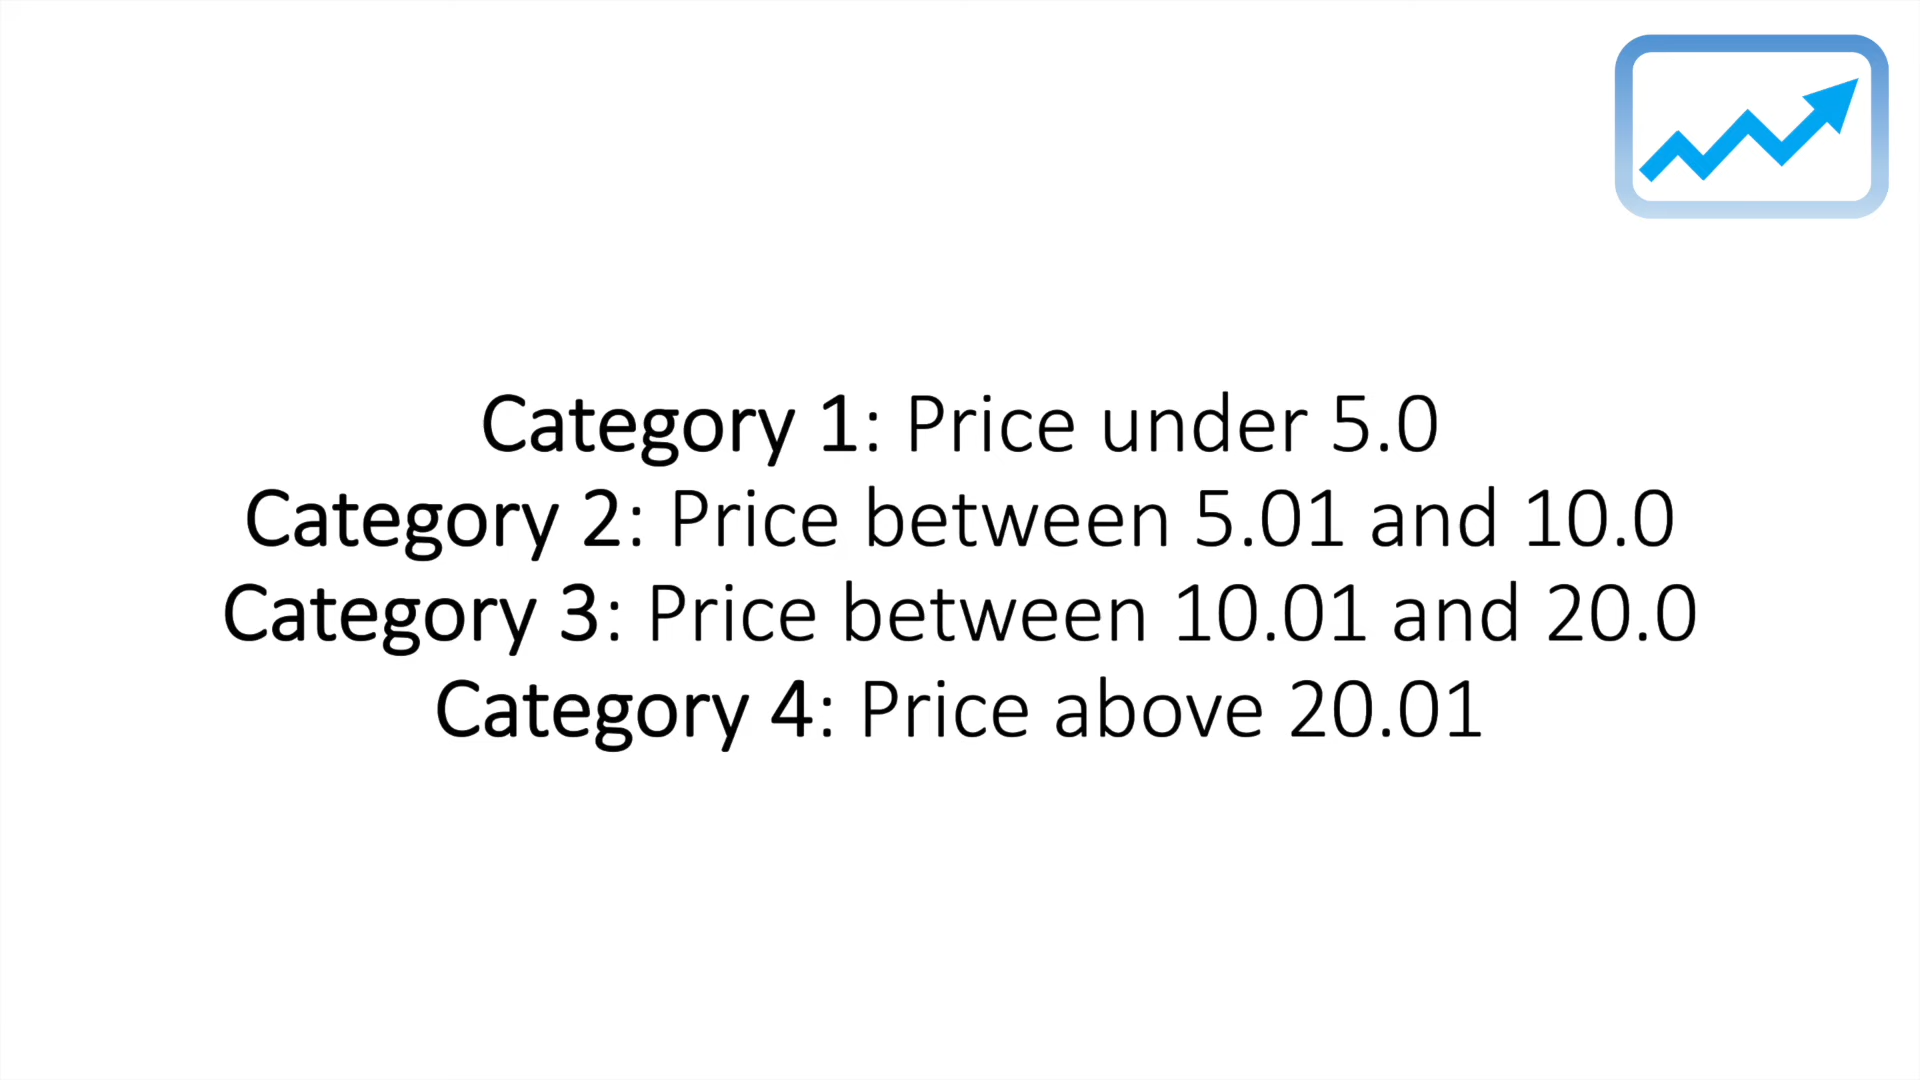 Category 1: Price under 5.0
Category 2: Price between 5.01 and 10.0
Category 3: Price between 10.01 and 20.0
Category 4: Price above 20.01